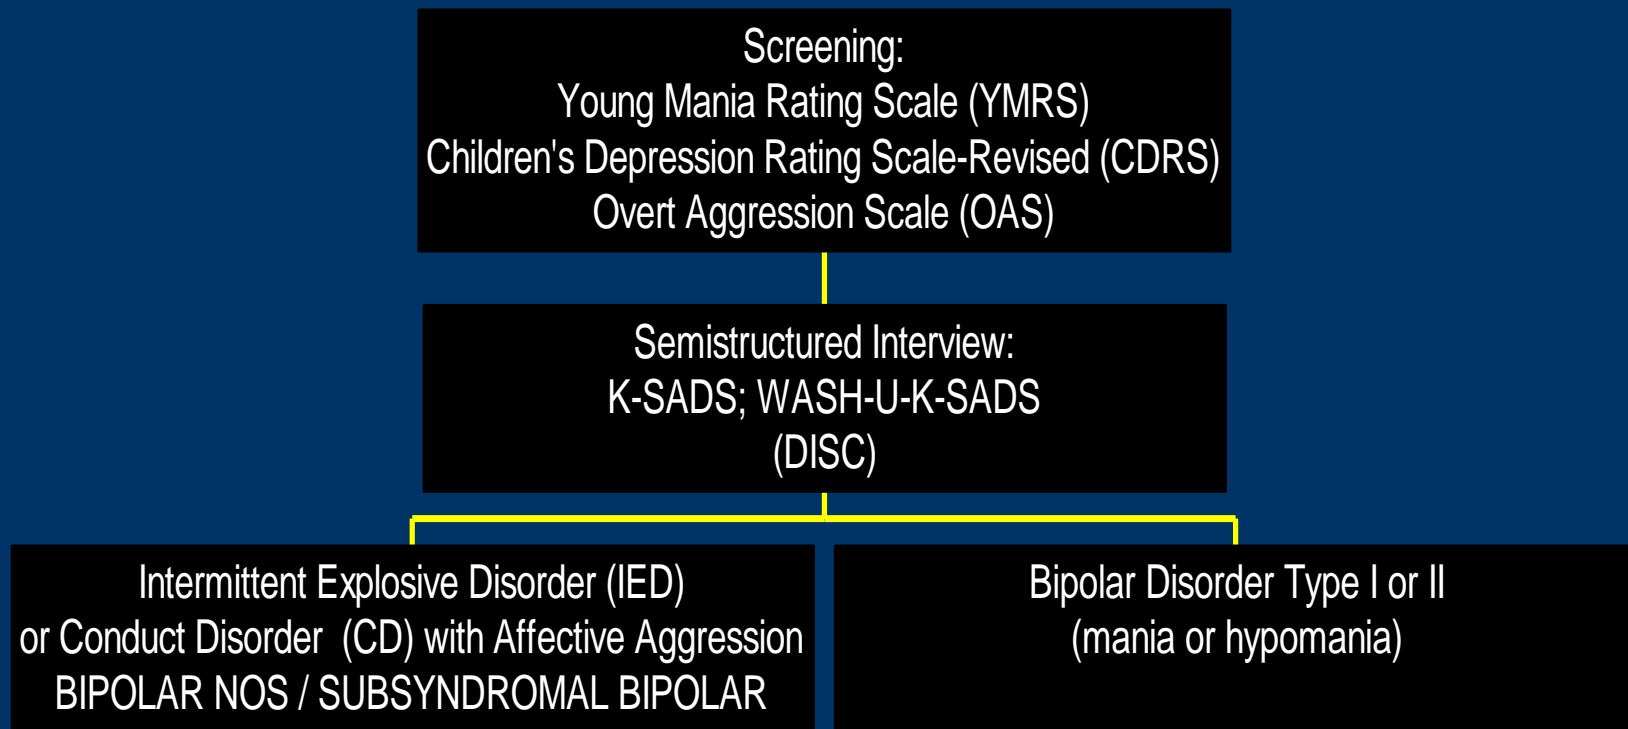 Screening:
Young Mania Rating Scale (YMRS)
Children's Depression Rating Scale-Revised (CDRS)
Overt Aggression Scale (OAS)
Semistructured Interview:
K-SADS; WASH-U-K-SADS
(DISC)
Intermittent Explosive Disorder (IED)
or Conduct Disorder (CD) with Affective Aggression
BIPOLAR NOS / SUBSYNDROMAL BIPOLAR
Bipolar Disorder Type I or II
(mania or hypomania)